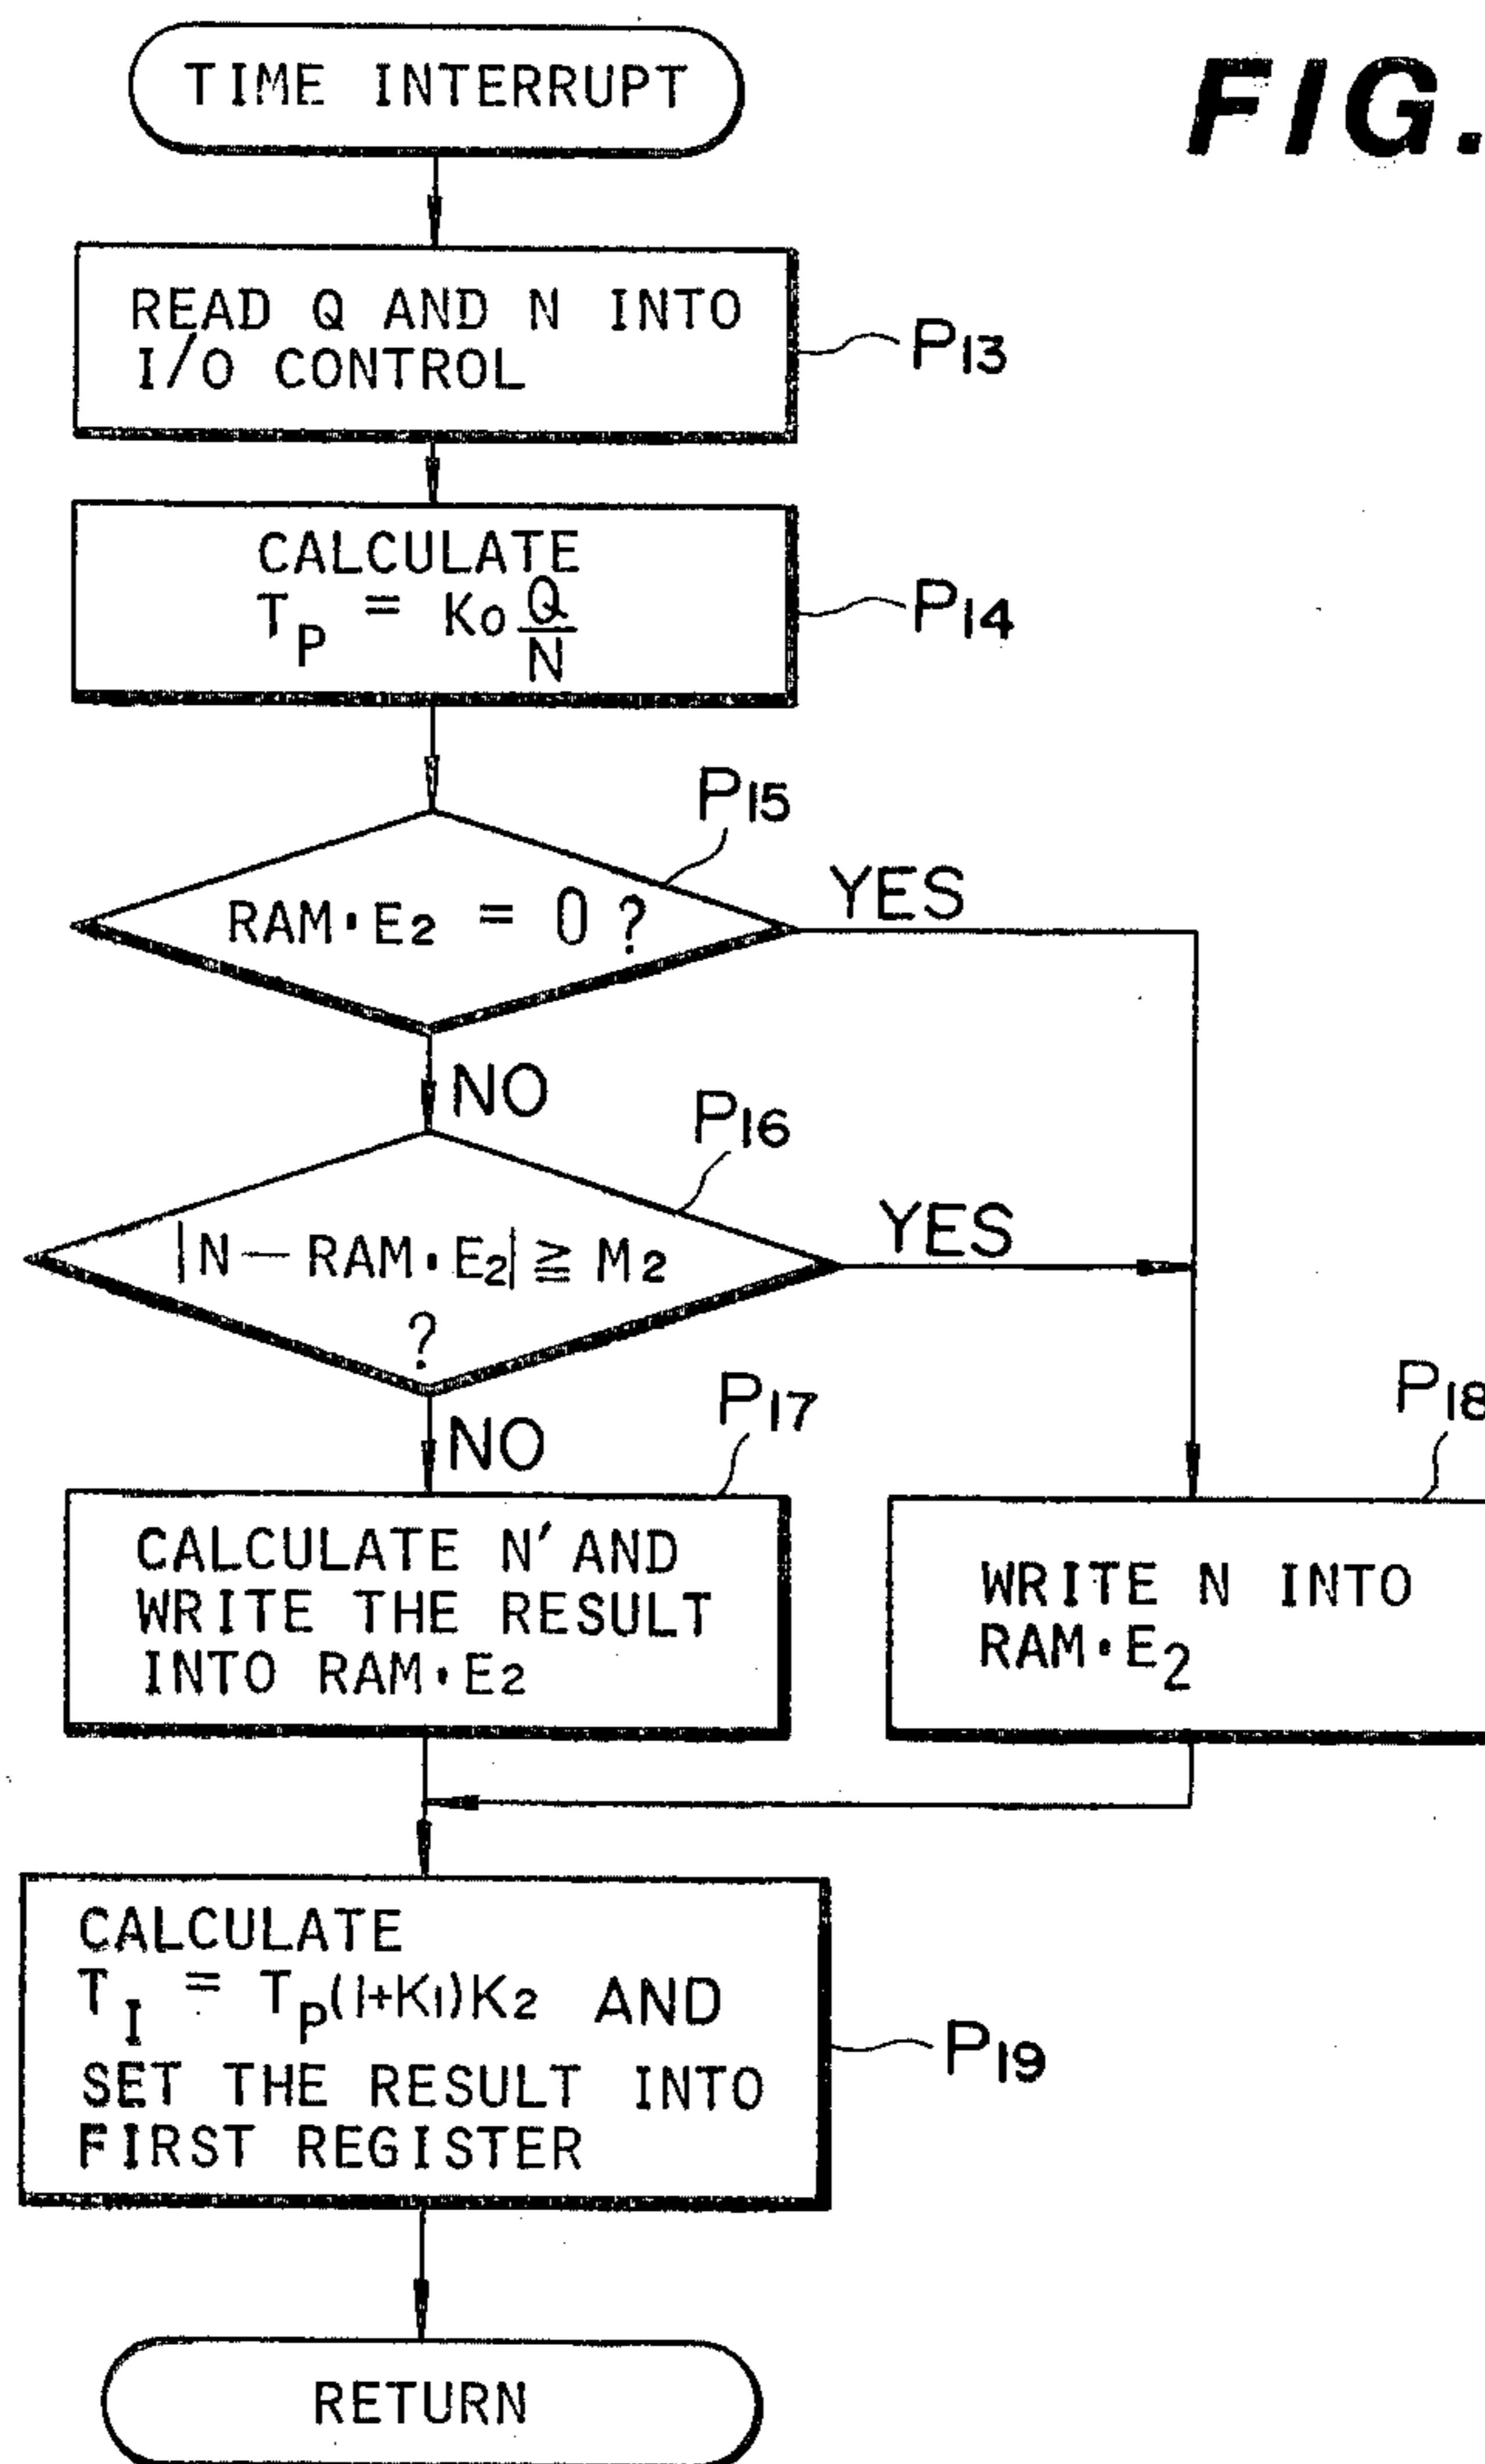 TIME INTERRUPT
FIG.
READ Q AND N INTO
I/O CONTROL
P13
CALCULATE
TP = Ko Q/N
P14
P15
RAM·E2 = 0 ?
YES
NO
P16
|N — RAM·E2| ≧ M2
?
YES
NO
P17
P18
CALCULATE N' AND
WRITE THE RESULT
INTO RAM·E2
WRITE N INTO
RAM·E2
CALCULATE
TI = TP(1+K1)K2 AND
SET THE RESULT INTO
FIRST REGISTER
P19
RETURN